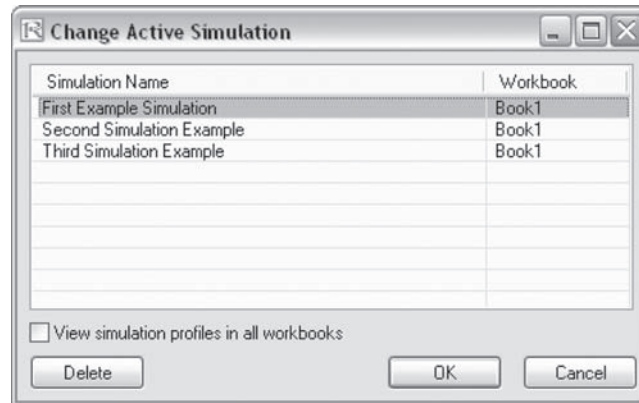 Change Active Simulation
Simulation Name Workbook
First Example Simulation Book1
Second Simulation Example Book1
Third Simulation Example Book1
View simulation profiles in all workbooks
Delete OK Cancel